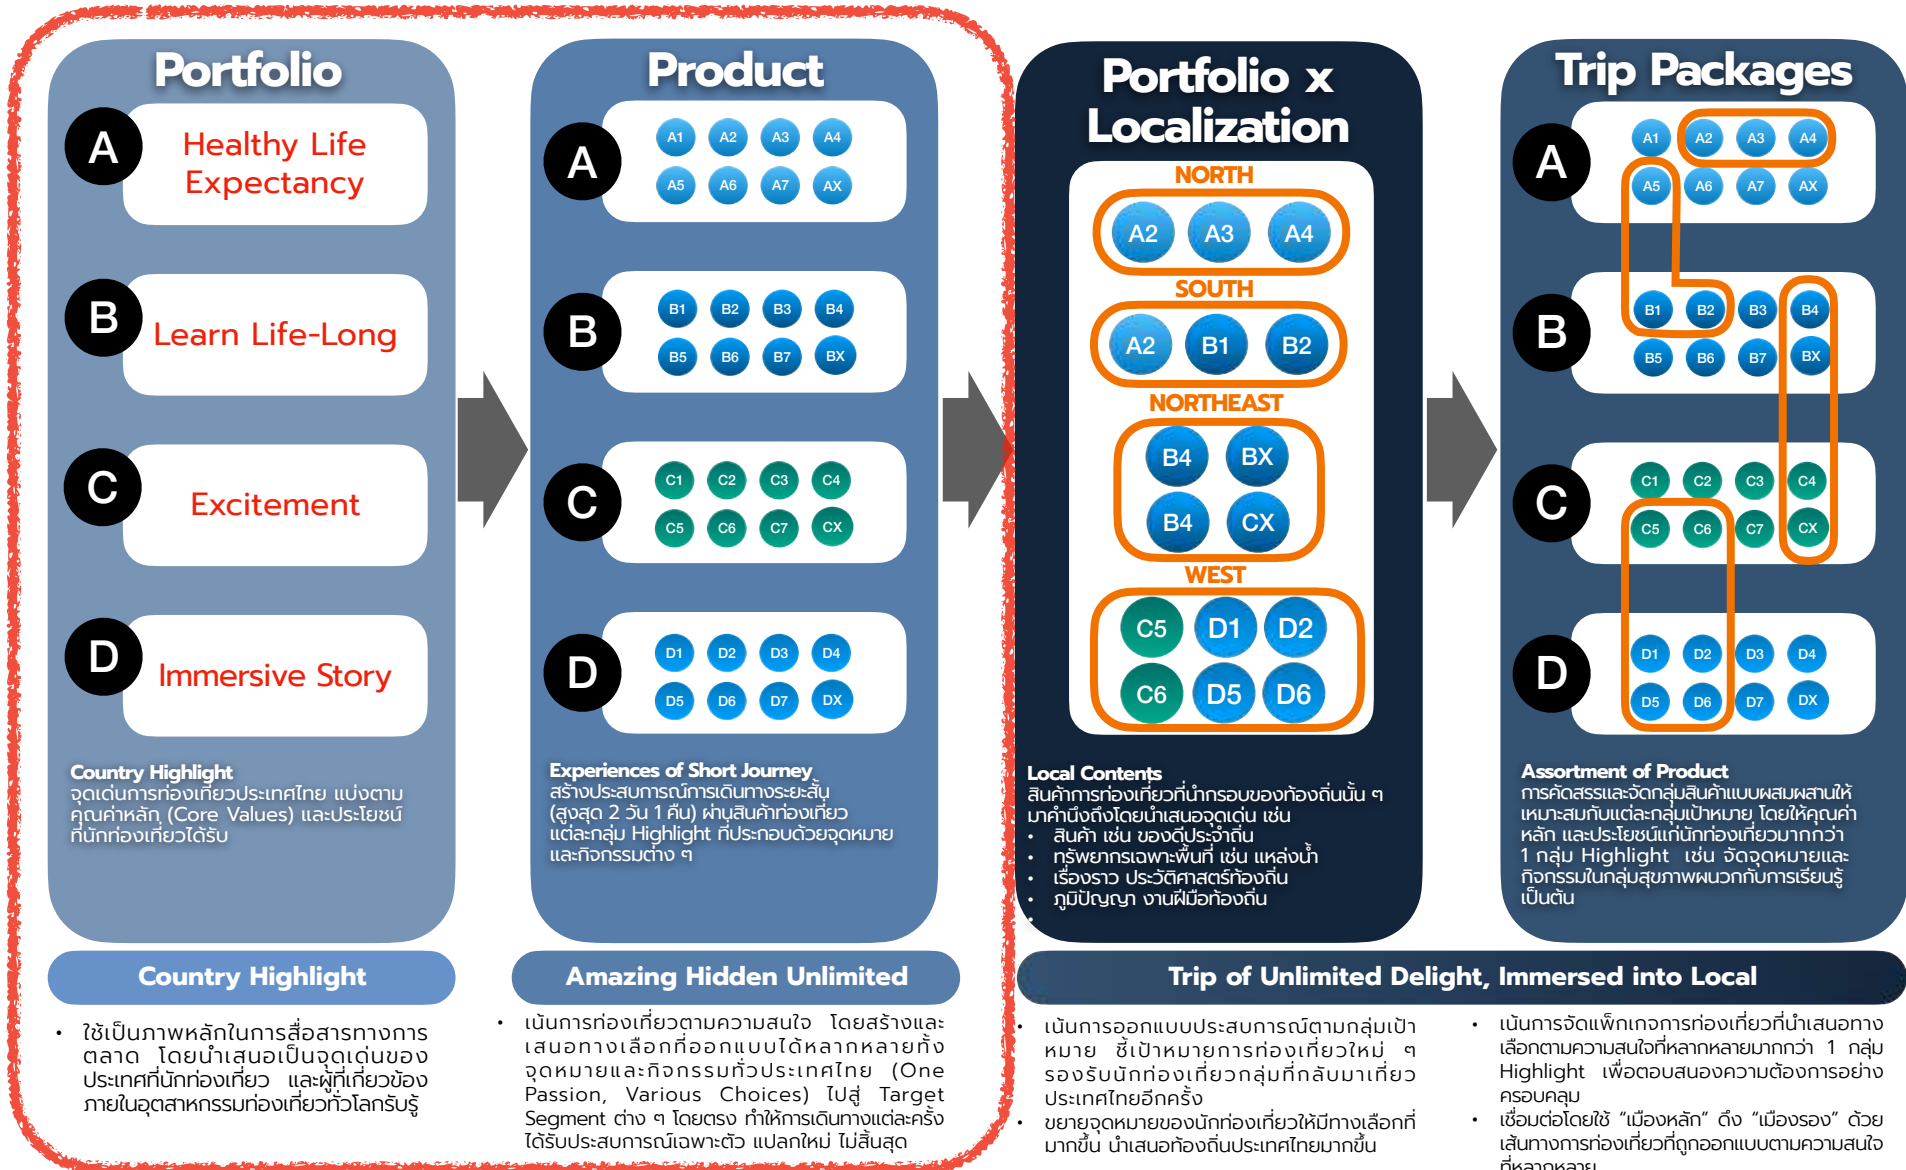 Portfolio
A
Healthy Life
Expectancy
B
Learn Life-Long
C
Excitement
D
Immersive Story
Country Highlight
จุดเด่นการท่องเที่ยวประเทศไทย แบ่งตาม
คุณค่าหลัก (Core Values) และประโยชน์
ที่นักท่องเที่ยวได้รับ
Country Highlight
• ใช้เป็นภาพหลักในการสื่อสารทางการ
ตลาด โดยนำเสนอเป็นจุดเด่นของ
ประเทศที่นักท่องเที่ยว และผู้ที่เกี่ยวข้อง
ภายในอุตสาหกรรมท่องเที่ยวทั่วโลกรับรู้
Product
A
A1 A2 A3 A4
A5 A6 A7 AX
B
B1 B2 B3 B4
B5 B6 B7 BX
C
C1 C2 C3 C4
C5 C6 C7 CX
D
D1 D2 D3 D4
D5 D6 D7 DX
Experiences of Short Journey
สร้างประสบการณ์การเดินทางระยะสั้น
(สูงสุด 2 วัน 1 คืน) ผ่านสินค้าท่องเที่ยว
แต่ละกลุ่ม Highlight ที่ประกอบด้วยจุดหมาย
และกิจกรรมต่าง ๆ
Amazing Hidden Unlimited
• เน้นการท่องเที่ยวตามความสนใจ โดยสร้างและ
เสนอทางเลือกที่ออกแบบได้หลากหลายทั้ง
จุดหมายและกิจกรรมทั่วประเทศไทย (One
Passion, Various Choices) ไปสู่ Target
Segment ต่าง ๆ โดยตรง ทำให้การเดินทางแต่ละครั้ง
ได้รับประสบการณ์เฉพาะตัว แปลกใหม่ ไม่สิ้นสุด
Portfolio x
Localization
NORTH
A2 A3 A4
SOUTH
A2 B1 B2
NORTHEAST
B4 BX
B4 CX
WEST
C5 D1 D2
C6 D5 D6
Local Contents
สินค้าการท่องเที่ยวที่นำกรอบของท้องถิ่นนั้น ๆ
มาคำนึงถึงโดยนำเสนอจุดเด่น เช่น
• สินค้า เช่น ของดีประจำถิ่น
• ทรัพยากรเฉพาะพื้นที่ เช่น แหล่งน้ำ
• เรื่องราว ประวัติศาสตร์ท้องถิ่น
• ภูมิปัญญา งานฝีมือท้องถิ่น
•
Trip Packages
A
A1 A2 A3 A4
A5 A6 A7 AX
B
B1 B2 B3 B4
B5 B6 B7 BX
C
C1 C2 C3 C4
C5 C6 C7 CX
D
D1 D2 D3 D4
D5 D6 D7 DX
Assortment of Product
การคัดสรรและจัดกลุ่มสินค้าแบบผสมผสานให้
เหมาะสมกับแต่ละกลุ่มเป้าหมาย โดยให้คุณค่า
หลัก และประโยชน์แก่นักท่องเที่ยวมากกว่า
1 กลุ่ม Highlight เช่น จัดจุดหมายและ
กิจกรรมในกลุ่มสุขภาพผนวกกับการเรียนรู้
เป็นต้น
Trip of Unlimited Delight, Immersed into Local
• เน้นการออกแบบประสบการณ์ตามกลุ่มเป้า
หมาย ชี้เป้าหมายการท่องเที่ยวใหม่ ๆ
รองรับนักท่องเที่ยวกลุ่มที่กลับมาเที่ยว
ประเทศไทยอีกครั้ง
• ขยายจุดหมายของนักท่องเที่ยวให้มีทางเลือกที่
มากขึ้น นำเสนอท้องถิ่นประเทศไทยมากขึ้น
• เน้นการจัดแพ็กเกจการท่องเที่ยวที่นำเสนอทาง
เลือกตามความสนใจที่หลากหลายมากกว่า 1 กลุ่ม
Highlight เพื่อตอบสนองความต้องการอย่าง
ครอบคลุม
• เชื่อมต่อโดยใช้ “เมืองหลัก” ดึง “เมืองรอง” ด้วย
เส้นทางการท่องเที่ยวที่ถูกออกแบบตามความสนใจ
ที่หลากหลาย